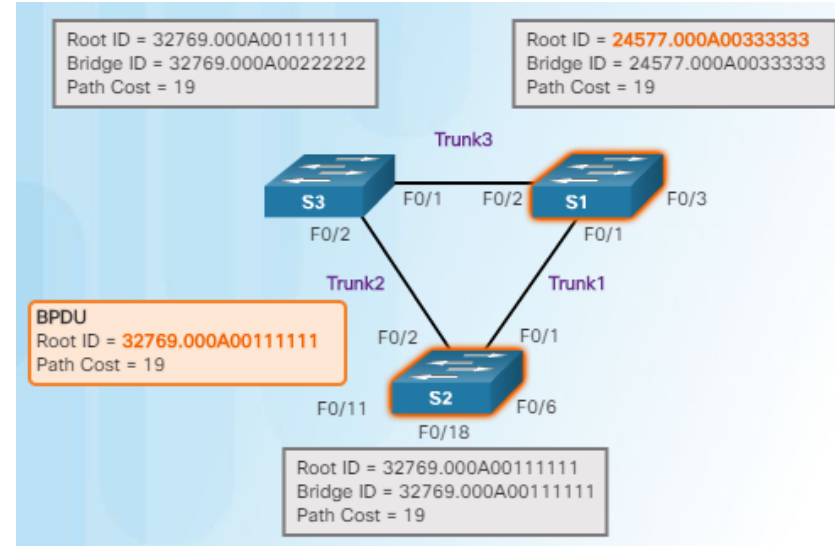 Root ID = 32769.000A00111111
Bridge ID = 32769.000A00222222
Path Cost = 19
Root ID = 24577.000A00333333
Bridge ID = 24577.000A00333333
Path Cost = 19
Trunk3
S3
F0/1
F0/2
S1
F0/3
F0/2
F0/1
Trunk2
Trunk1
BPDU
Root ID = 32769.000A00111111
Path Cost = 19
F0/2
F0/1
S2
F0/11
F0/6
F0/18
Root ID = 32769.000A00111111
Bridge ID = 32769.000A00111111
Path Cost = 19